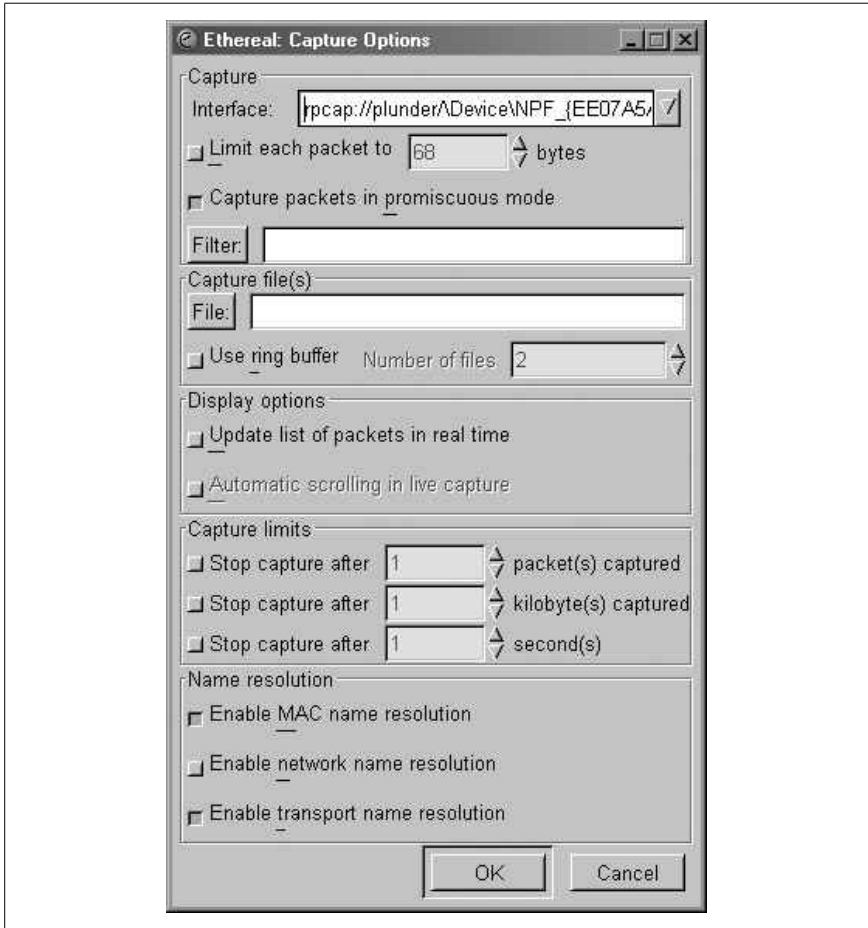 Ethereal: Capture Options
Capture
Interface: rpcap://plunder/\Device\NPF_{EE07A5A
Limit each packet to 68 bytes
Capture packets in promiscuous mode
Filter:
Capture file(s)
File:
Use ring buffer Number of files 2
Display options
Update list of packets in real time
Automatic scrolling in live capture
Capture limits
Stop capture after 1 packet(s) captured
Stop capture after 1 kilobyte(s) captured
Stop capture after 1 second(s)
Name resolution
Enable MAC name resolution
Enable network name resolution
Enable transport name resolution
OK Cancel